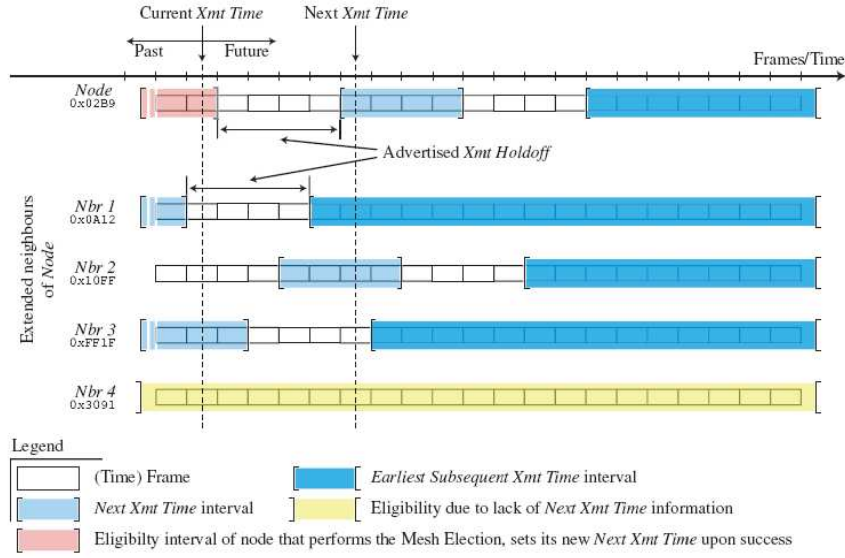 Current Xmt Time
Next Xmt Time
Past
Future
Frames/Time
Node
0x02B9
Advertised Xmt Holdoff
Extended neighbours
of Node
Nbr 1
0x0A12
Nbr 2
0x10FF
Nbr 3
0xFF1F
Nbr 4
0x3091
Legend
(Time) Frame
Earliest Subsequent Xmt Time interval
Next Xmt Time interval
Eligibility due to lack of Next Xmt Time information
Eligibilty interval of node that performs the Mesh Election, sets its new Next Xmt Time upon success